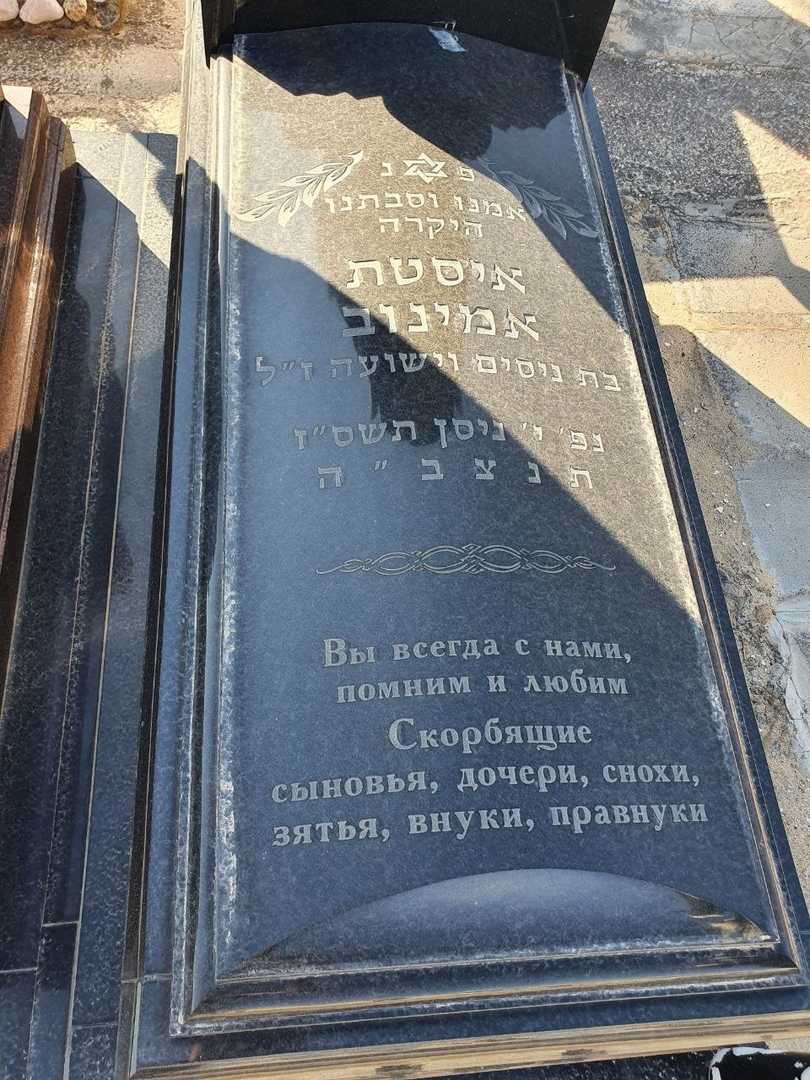 פ נ
אמנו וסבתנו
היקרה
איסטת
אמינוב
בת ניסים וישועה ז״ל
נפ׳ י׳ ניסן תשס״ז
ת נ צ ב ״ ה
Вы всегда с нами,
помним и любим
Скорбящие
сыновья, дочери, снохи,
зятья, внуки, правнуки